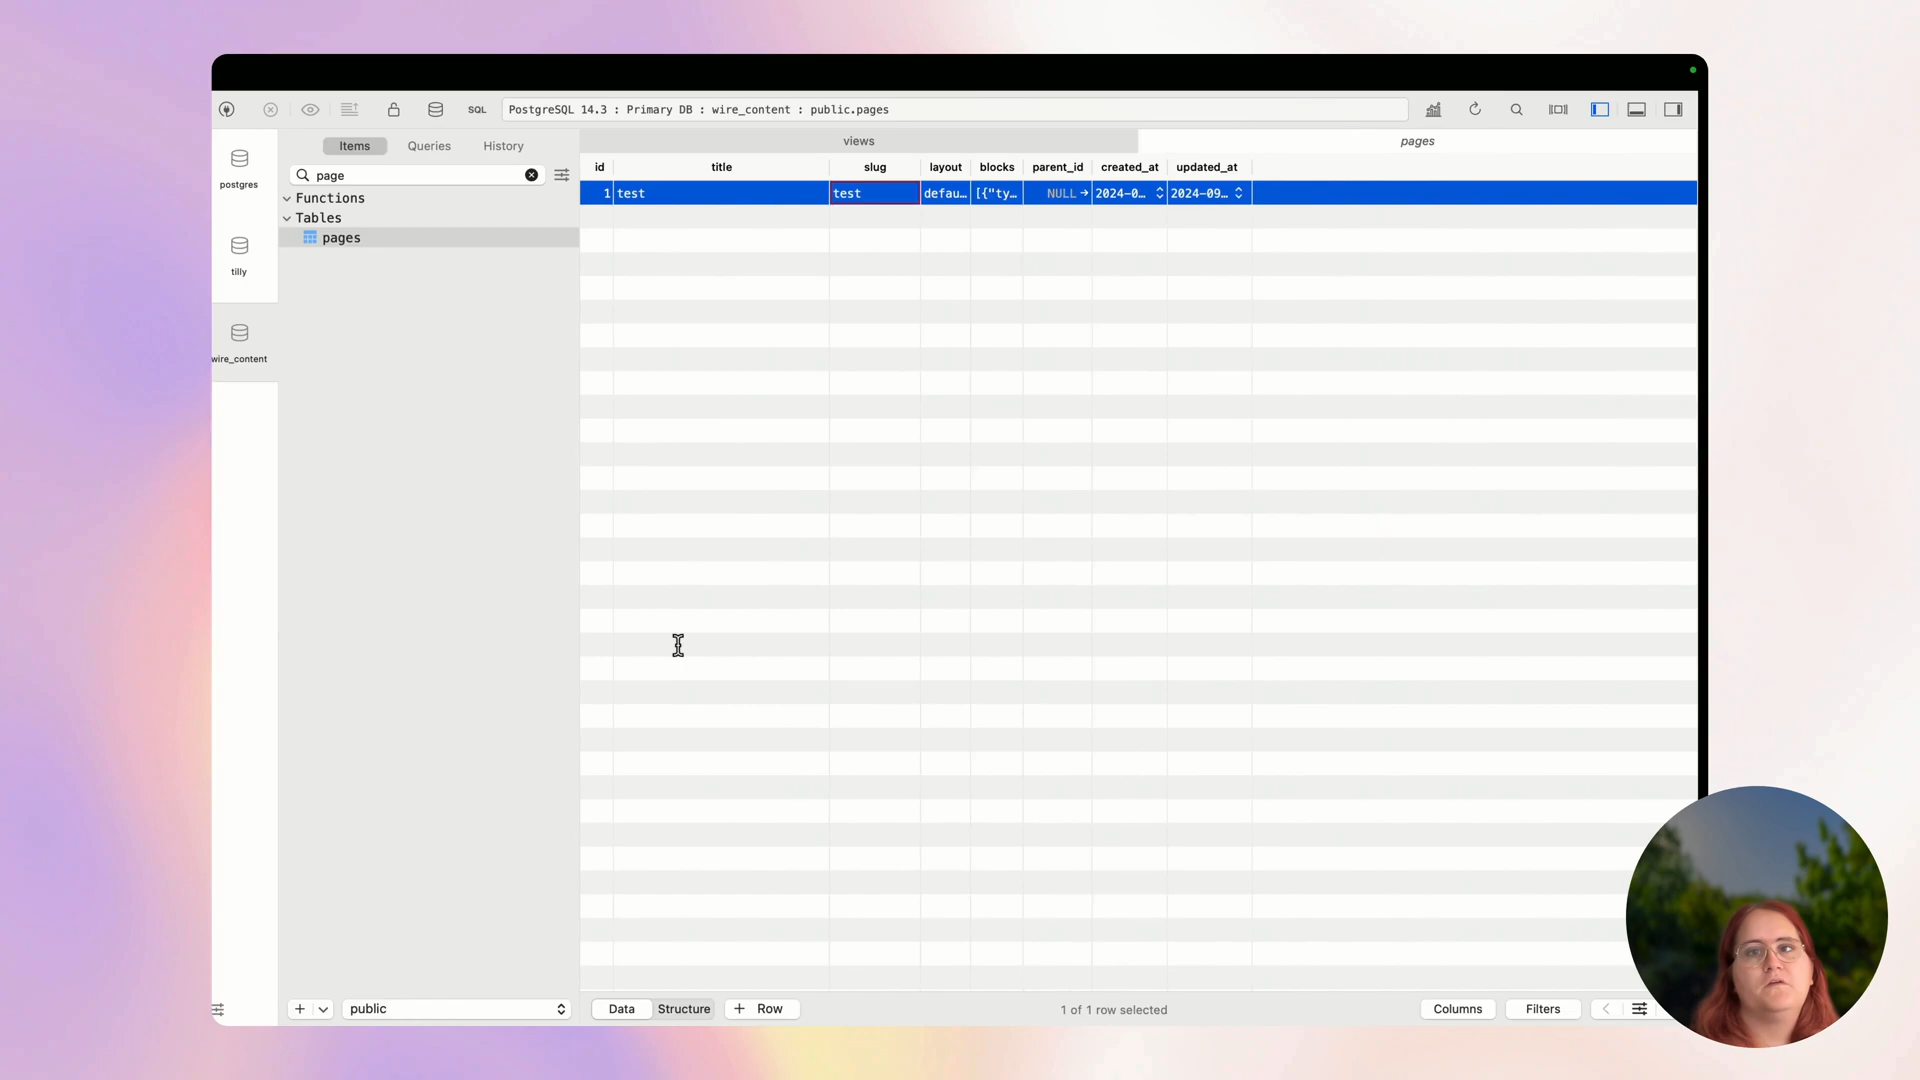 SQL
PostgreSQL 14.3 : Primary DB : wire_content : public.pages
postgres
tilly
wire_content
Items
Queries
History
page
Functions
Tables
pages
views
pages
id title slug layout blocks parent_id created_at updated_at
1 test test defau… [{"ty… NULL 2024-0… 2024-09…
public
Data
Structure
+ Row
1 of 1 row selected
Columns
Filters